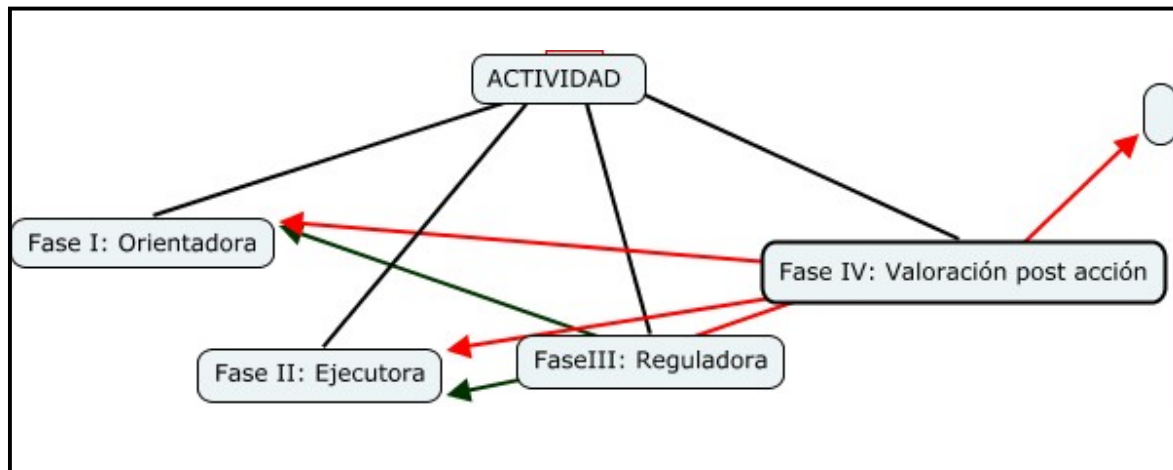 ACTIVIDAD
Fase I: Orientadora
Fase IV: Valoración post acción
Fase II: Ejecutora
FaseIII: Reguladora